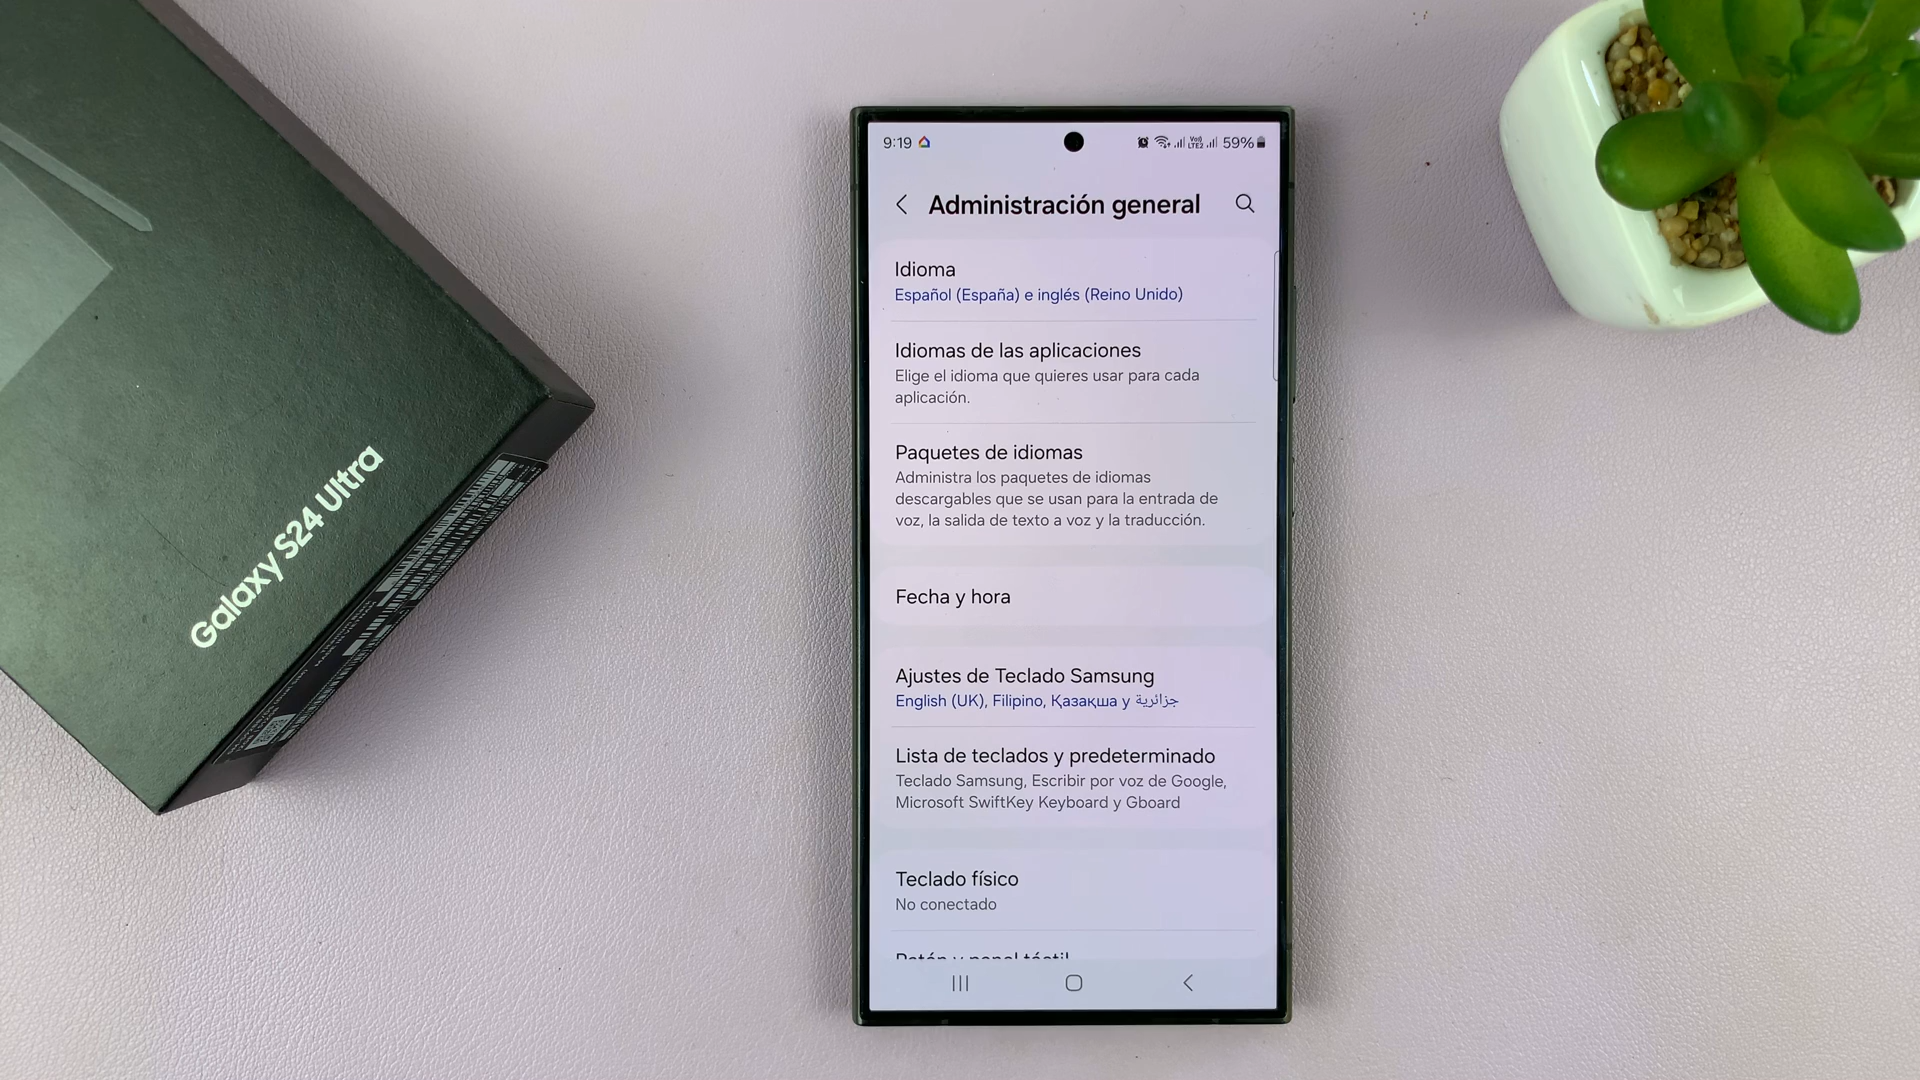 Galaxy S24 Ultra
9:19
59%
Administración general
Idioma
Español (España) e inglés (Reino Unido)
Idiomas de las aplicaciones
Elige el idioma que quieres usar para cada
aplicación.
Paquetes de idiomas
Administra los paquetes de idiomas
descargables que se usan para la entrada de
voz, la salida de texto a voz y la traducción.
Fecha y hora
Ajustes de Teclado Samsung
English (UK), Filipino, Қазақша y جزائرية
Lista de teclados y predeterminado
Teclado Samsung, Escribir por voz de Google,
Microsoft SwiftKey Keyboard y Gboard
Teclado físico
No conectado